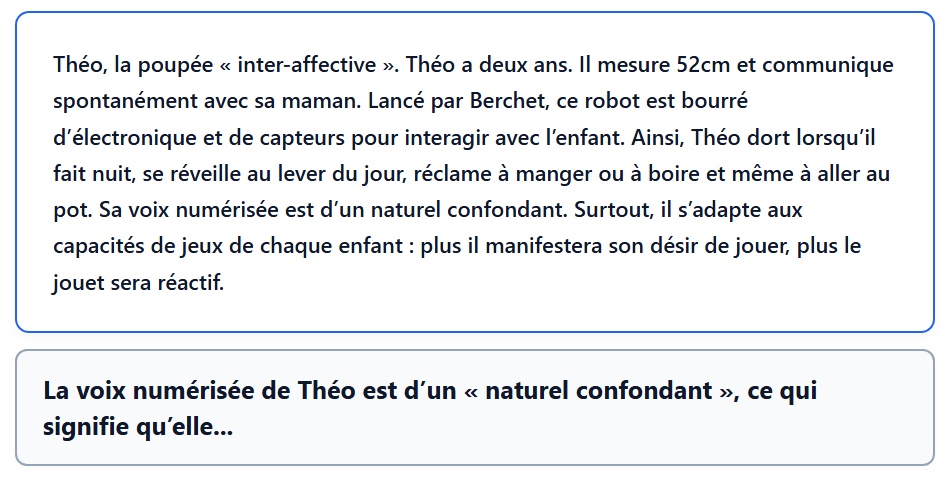 Théo, la poupée « inter-affective ». Théo a deux ans. Il mesure 52cm et communique
spontanément avec sa maman. Lancé par Berchet, ce robot est bourré
d’électronique et de capteurs pour interagir avec l’enfant. Ainsi, Théo dort lorsqu’il
fait nuit, se réveille au lever du jour, réclame à manger ou à boire et même à aller au
pot. Sa voix numérisée est d’un naturel confondant. Surtout, il s’adapte aux
capacités de jeux de chaque enfant : plus il manifestera son désir de jouer, plus le
jouet sera réactif.
La voix numérisée de Théo est d’un « naturel confondant », ce qui
signifie qu’elle...